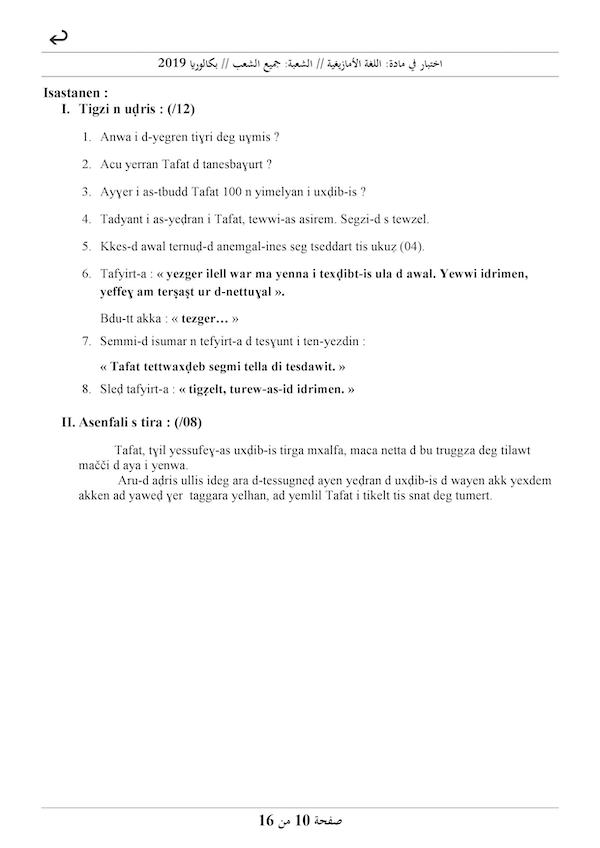 اختبار في مادة: اللغة الأمازيغية // الشعبة: جميع الشعب // بكالوريا 2019
Isastanen :
I. Tigzi n uḍris : (/12)
1. Anwa i d-yegren tiɣri deg uɣmis ?
2. Acu yerran Tafat d tanesbaɣurt ?
3. Ayɣer i as-tbudd Tafat 100 n yimelyan i uxḍib-is ?
4. Tadyant i as-yeḍran i Tafat, tewwi-as asirem. Segzi-d s tewzel.
5. Kkes-d awal ternuḍ-d anemgal-ines seg tseddart tis ukuẓ (04).
6. Tafyirt-a : « yezger ilell war ma yenna i texḍibt-is ula d awal. Yewwi idrimen,
yeffeɣ am terṣaṣt ur d-nettuɣal ».
Bdu-tt akka : « tezger… »
7. Semmi-d isumar n tefyirt-a d tesɣunt i ten-yezdin :
« Tafat tettwaxḍeb segmi tella di tesdawit. »
8. Sleḍ tafyirt-a : « tigẓelt, turew-as-id idrimen. »
II. Asenfali s tira : (/08)
Tafat, tɣil yessufeɣ-as uxḍib-is tirga mxalfa, maca netta d bu truggza deg tilawt
mačči d aya i yenwa.
Aru-d aḍris ullis ideg ara d-tessugneḍ ayen yeḍran d uxḍib-is d wayen akk yexdem
akken ad yaweḍ ɣer taggara yelhan, ad yemlil Tafat i tikelt tis snat deg tumert.
صفحة 10 من 16